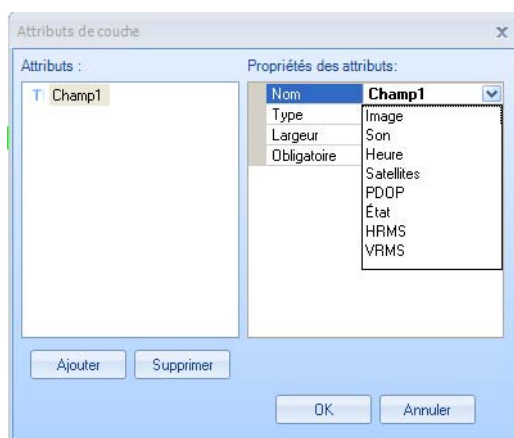 Attributs de couche
Attributs :
Propriétés des attributs:
Champ1
Nom Champ1
Type
Largeur
Obligatoire
Image
Son
Heure
Satellites
PDOP
État
HRMS
VRMS
Ajouter
Supprimer
OK
Annuler